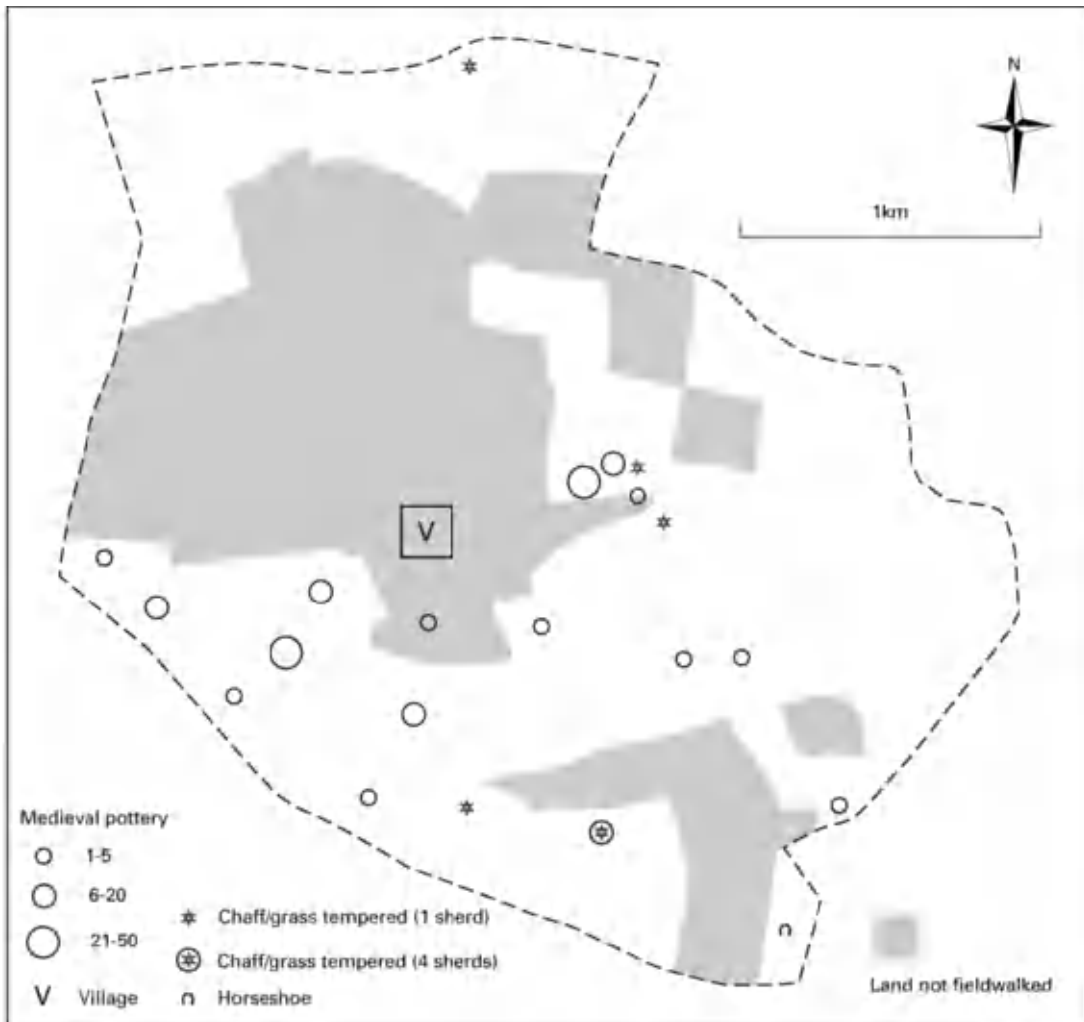 N
1km
V
Medieval pottery
1-5
6-20
21-50
Chaff/grass tempered (1 sherd)
Chaff/grass tempered (4 sherds)
V Village
Horseshoe
Land not fieldwalked